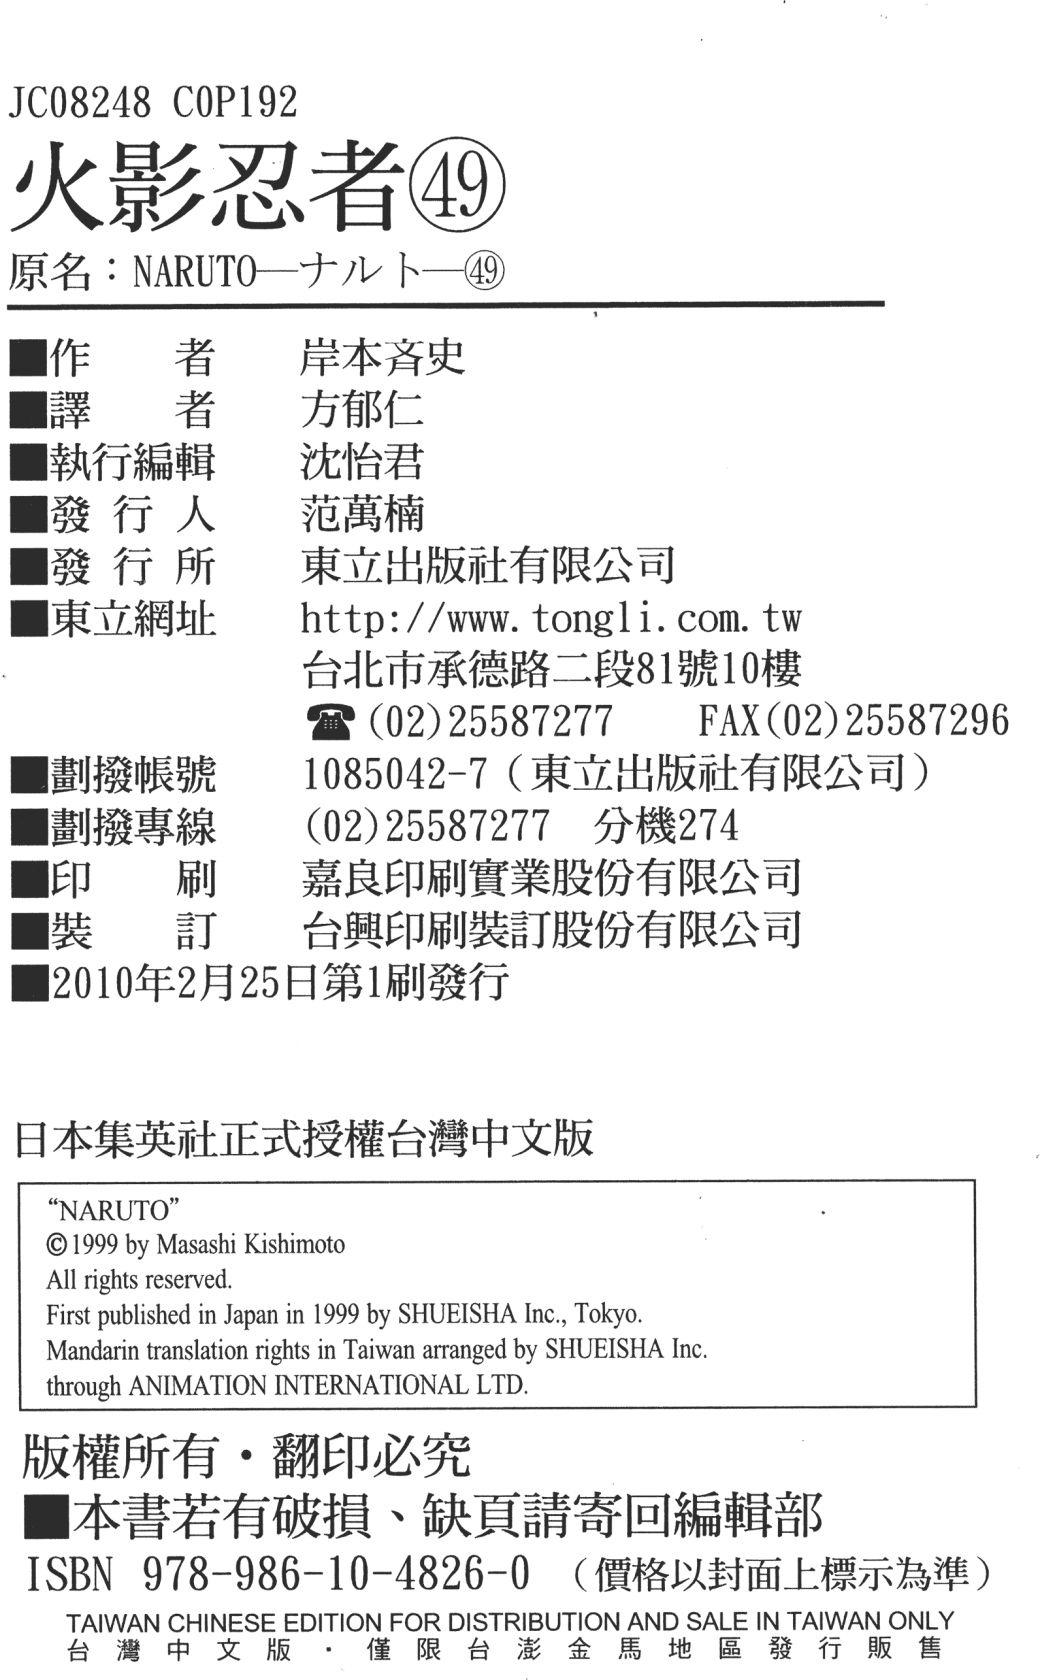 JC08248 C0P192
火影忍者㊾
原名：NARUTO―ナルト―㊾
■作　　者　　岸本斉史
■譯　　者　　方郁仁
■執行編輯　　沈怡君
■發 行 人　　范萬楠
■發 行 所　　東立出版社有限公司
■東立網址　　http://www.tongli.com.tw
台北市承德路二段81號10樓
☎(02)25587277　　FAX(02)25587296
■劃撥帳號　　1085042-7（東立出版社有限公司）
■劃撥專線　　(02)25587277　分機274
■印　　刷　　嘉良印刷實業股份有限公司
■裝　　訂　　台興印刷裝訂股份有限公司
■2010年2月25日第1刷發行
日本集英社正式授權台灣中文版
“NARUTO”
©1999 by Masashi Kishimoto
All rights reserved.
First published in Japan in 1999 by SHUEISHA Inc., Tokyo.
Mandarin translation rights in Taiwan arranged by SHUEISHA Inc.
through ANIMATION INTERNATIONAL LTD.
版權所有・翻印必究
■本書若有破損、缺頁請寄回編輯部
ISBN 978-986-10-4826-0 （價格以封面上標示為準）
TAIWAN CHINESE EDITION FOR DISTRIBUTION AND SALE IN TAIWAN ONLY
台灣中文版・僅限台澎金馬地區發行販售